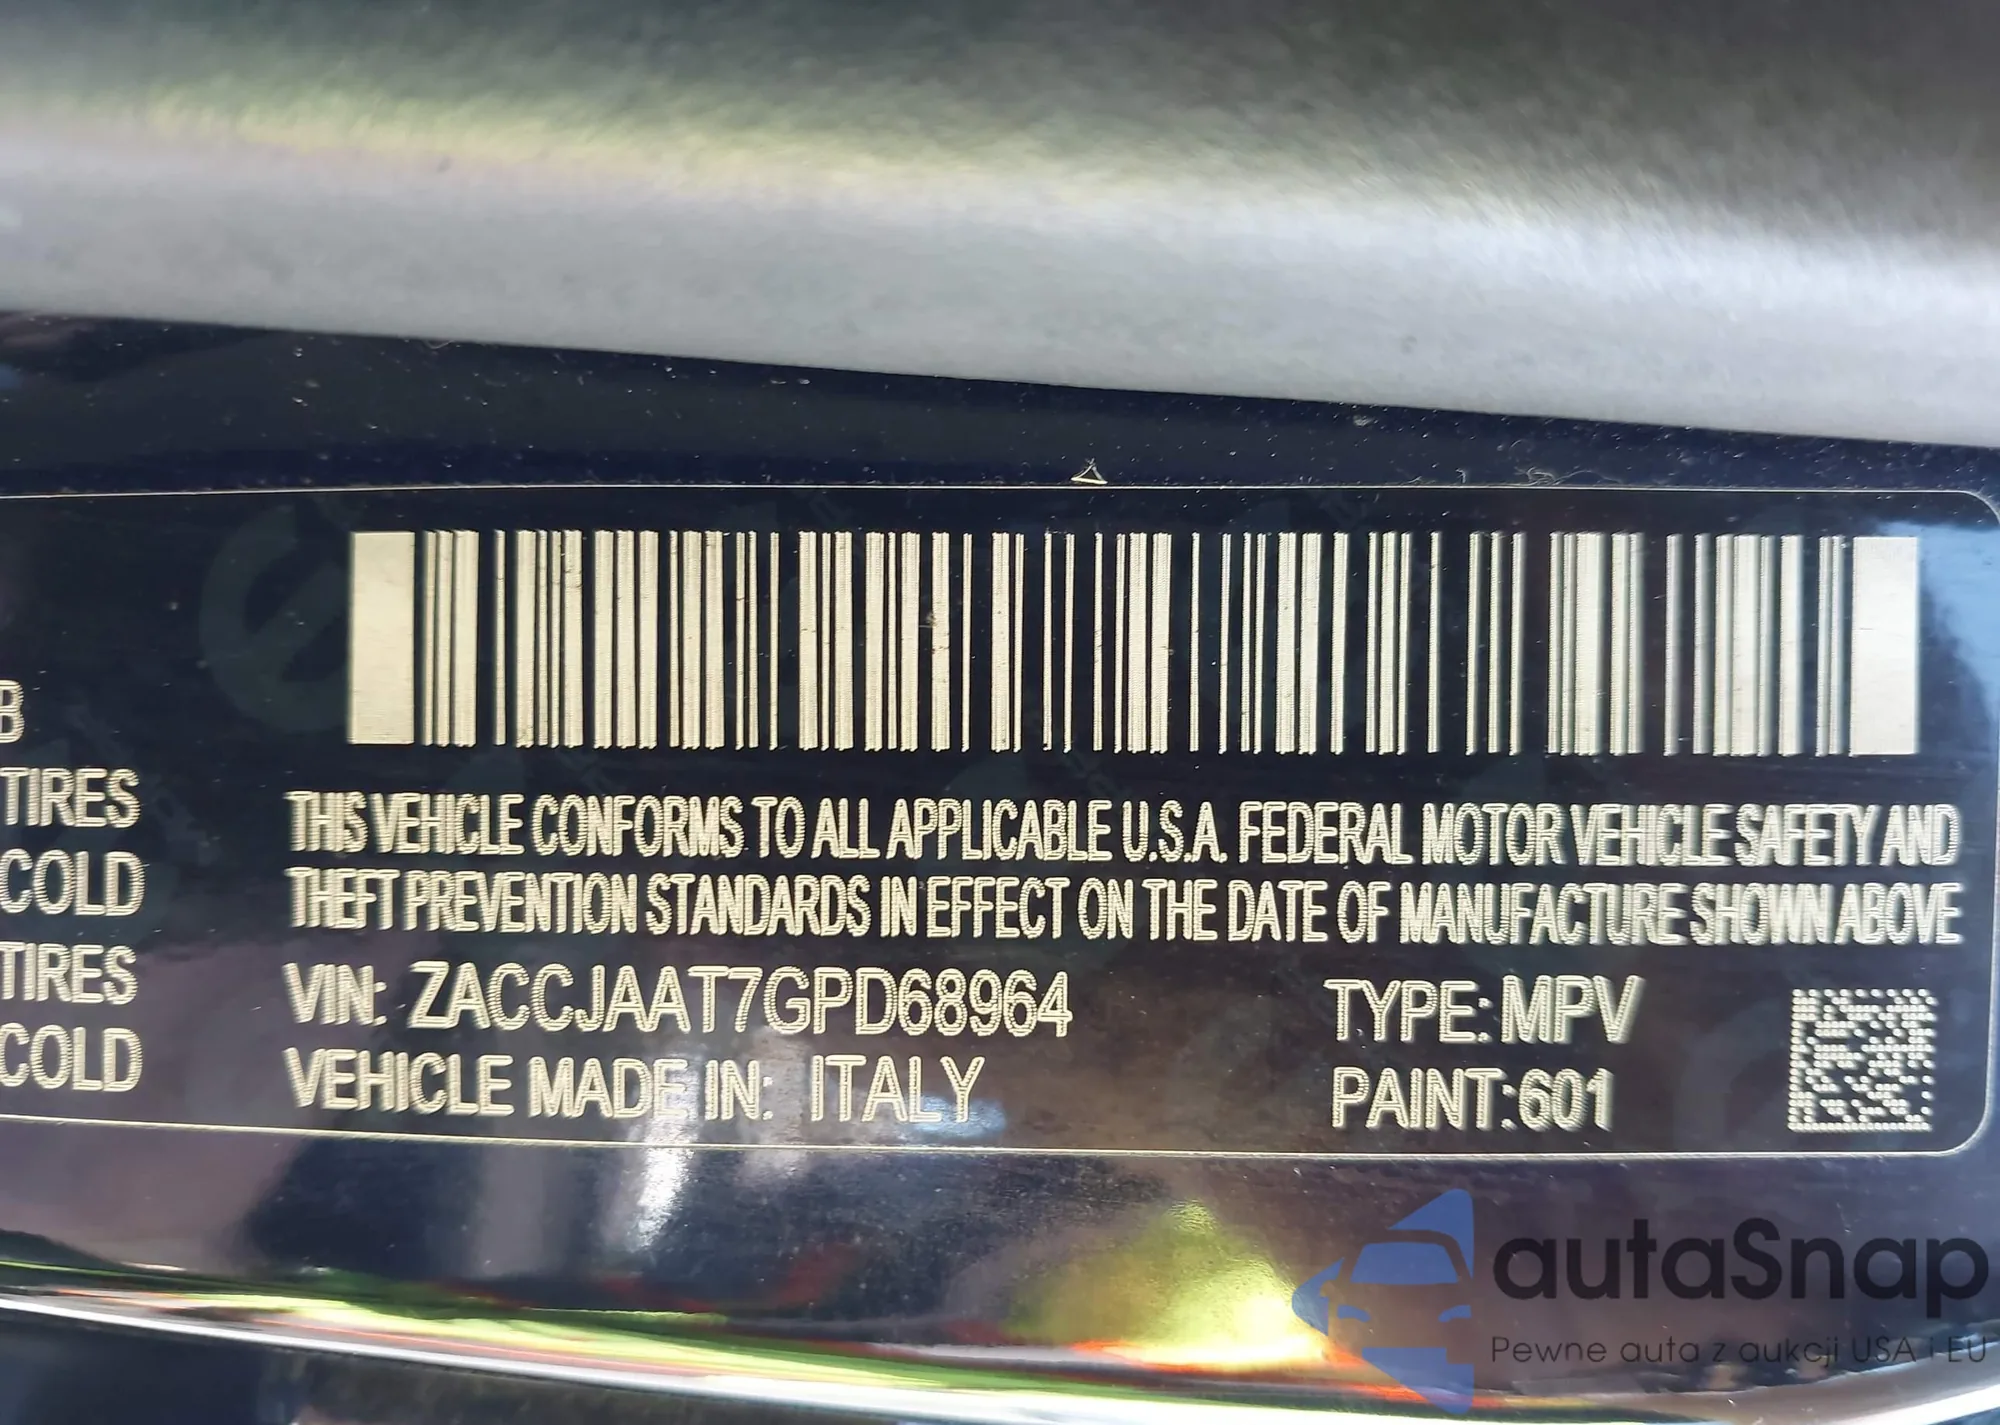 B
TIRES
COLD
TIRES
COLD
THIS VEHICLE CONFORMS TO ALL APPLICABLE U.S.A. FEDERAL MOTOR VEHICLE SAFETY AND
THEFT PREVENTION STANDARDS IN EFFECT ON THE DATE OF MANUFACTURE SHOWN ABOVE
VIN: ZACCJAAT7GPD68964
TYPE: MPV
VEHICLE MADE IN: ITALY
PAINT:601
autaSnap
Pewne auta z aukcji USA i EU